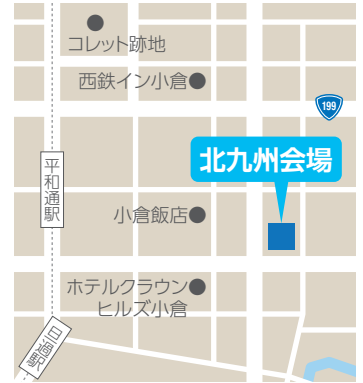 コレット跡地
西鉄イン小倉
199
北九州会場
平和通駅
小倉飯店
ホテルクラウン
ヒルズ小倉
旦過駅